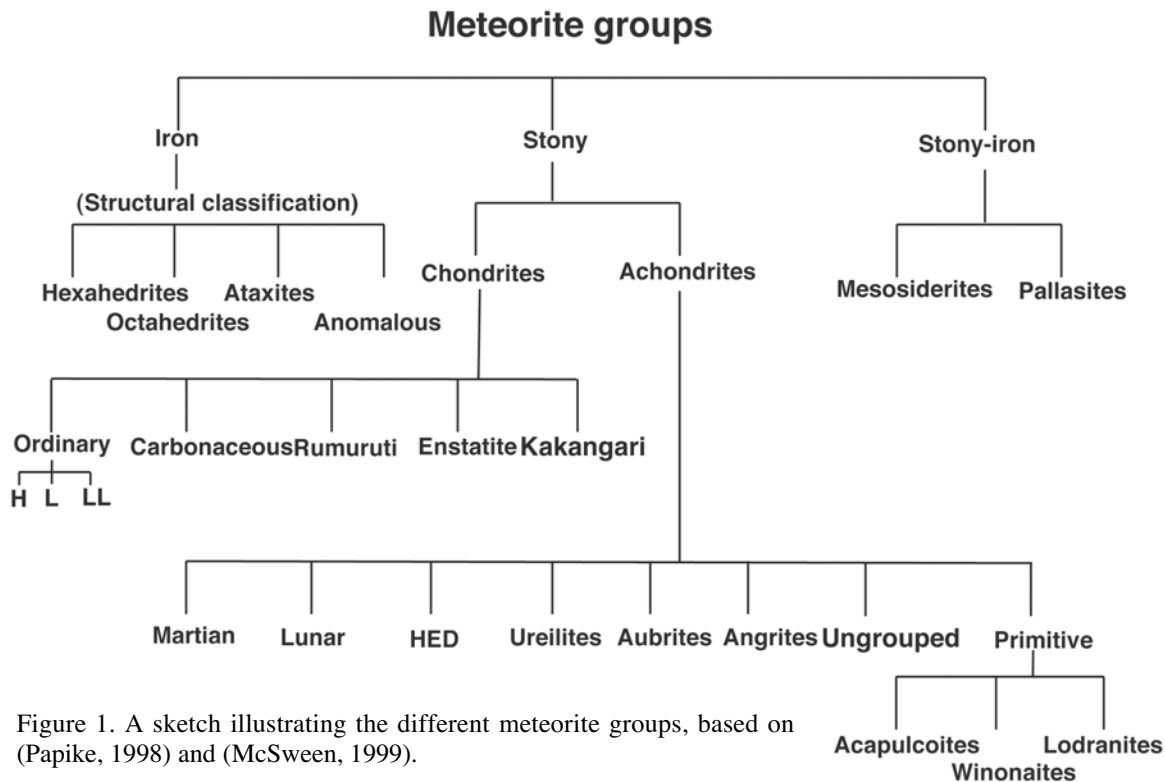 Meteorite groups
Iron
Stony
Stony-iron
(Structural classification)
Chondrites
Achondrites
Hexahedrites
Ataxites
Mesosiderites
Pallasites
Octahedrites
Anomalous
Ordinary
Carbonaceous
Rumuruti
Enstatite
Kakangari
H
L
LL
Martian
Lunar
HED
Ureilites
Aubrites
Angrites
Ungrouped
Primitive
Acapulcoites
Lodranites
Winonaites
Figure 1. A sketch illustrating the different meteorite groups, based on
(Papike, 1998) and (McSween, 1999).